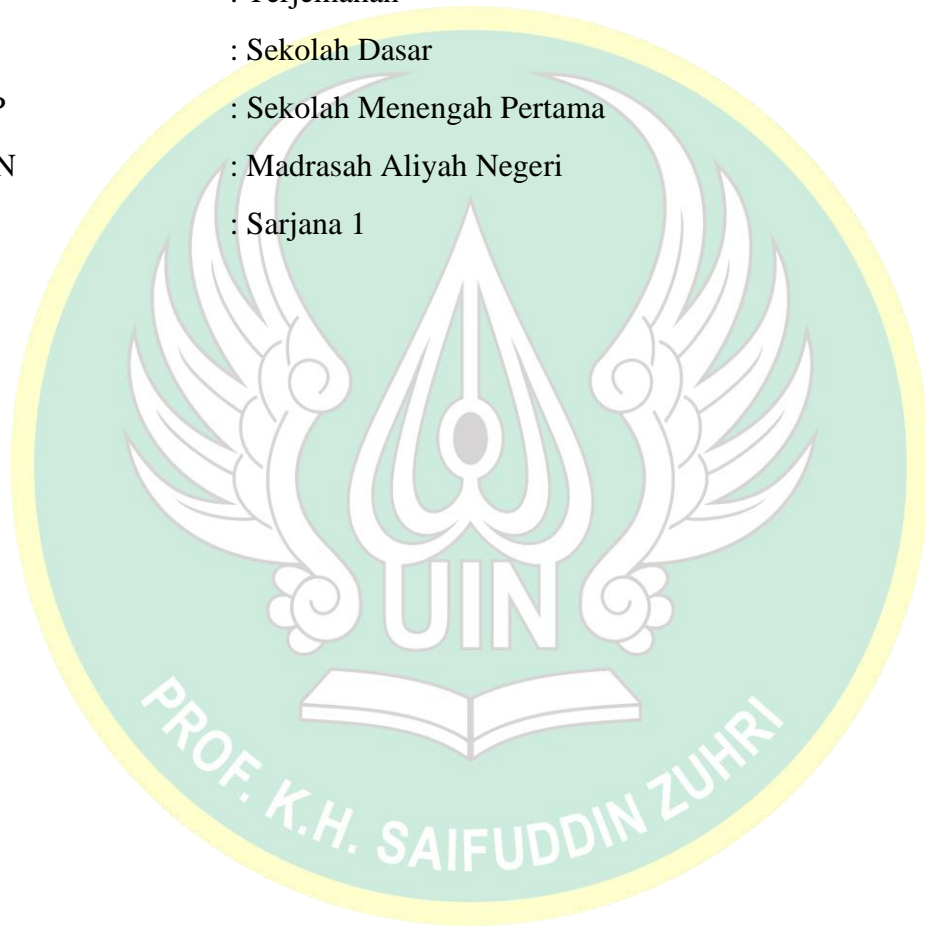 : Sekolah Dasar
P : Sekolah Menengah Pertama
N : Madrasah Aliyah Negeri
: Sarjana 1
UIN
PROF. K.H. SAIFUDDIN ZUHRI